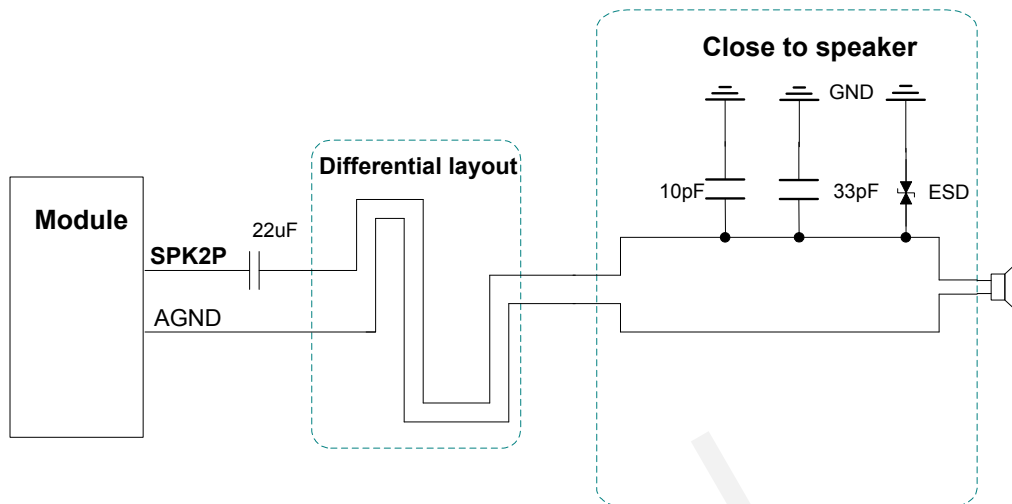 Close to speaker
GND
Differential layout
10pF
33pF
ESD
Module
22uF
SPK2P
AGND